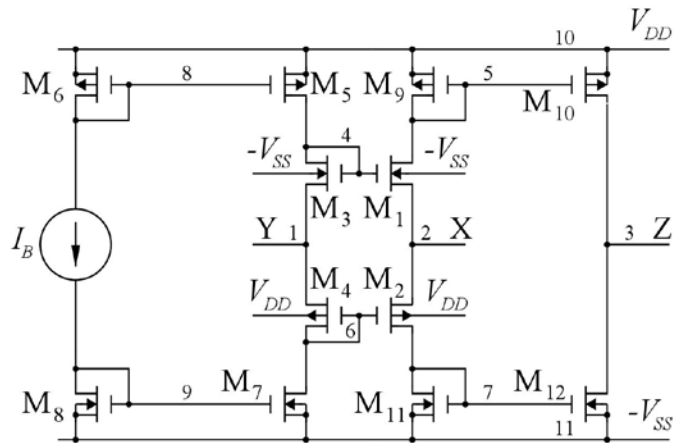 10 V_DD
M_6 8 M_5 M_9 5 M_10
4
-V_SS -V_SS
M_3 M_1
I_B Y 1 2 X 3 Z
M_4 M_2
V_DD V_DD
6
M_8 9 M_7 M_11 7 M_12
-V_SS
11